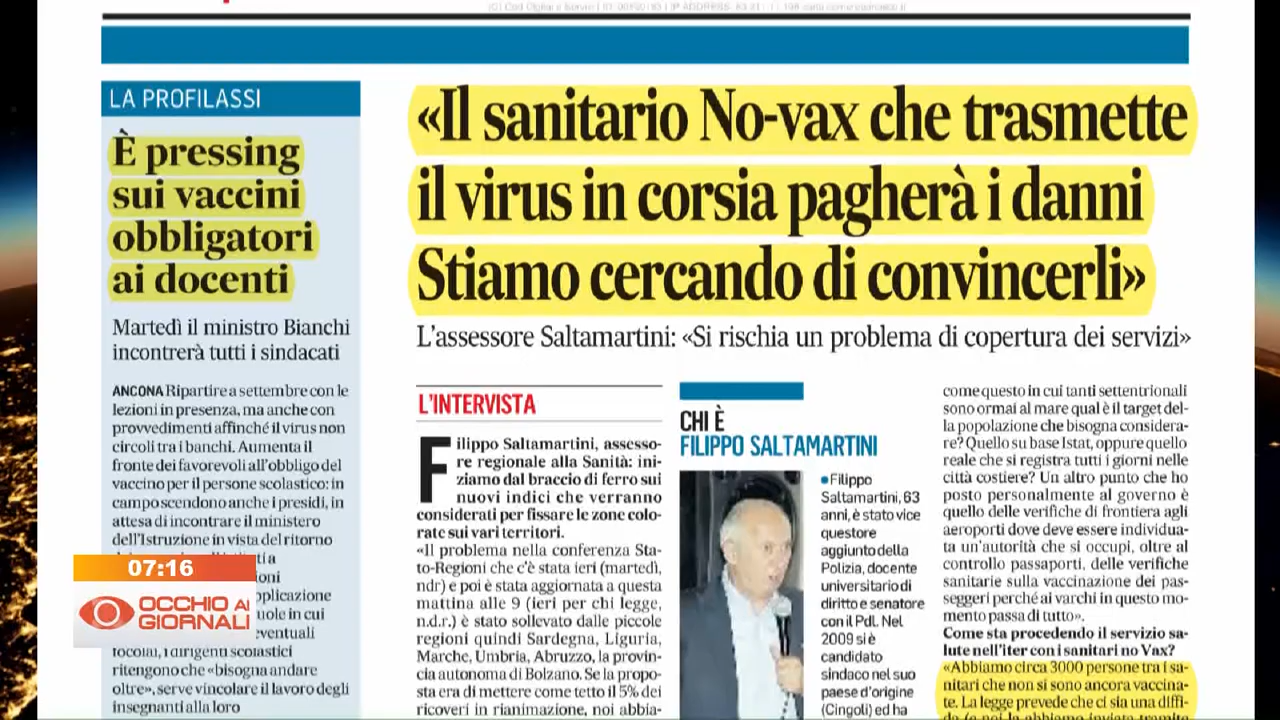 LA PROFILASSI
È pressing
sui vaccini
obbligatori
ai docenti
Martedì il ministro Bianchi
incontrerà tutti i sindacati
ANCONA Ripartire a settembre con le
lezioni in presenza, ma anche con
provvedimenti affinché il virus non
circoli tra i banchi. Aumenta il
fronte dei favorevoli all'obbligo del
vaccino per il persone scolastico: in
campo scendono anche i presidi, in
attesa di incontrare il ministero
dell'Istruzione in vista del ritorno
eventuali
tocolli, i dirigenti scolastici
ritengono che «bisogna andare
oltre», serve vincolare il lavoro degli
insegnanti alla loro
«Il sanitario No-vax che trasmette
il virus in corsia pagherà i danni
Stiamo cercando di convincerli»
L'assessore Saltamartini: «Si rischia un problema di copertura dei servizi»
L'INTERVISTA
Filippo Saltamartini, assesso-
re regionale alla Sanità: ini-
ziamo dal braccio di ferro sui
nuovi indici che verranno
considerati per fissare le zone colo-
rate sui vari territori.
«Il problema nella conferenza Sta-
to-Regioni che c'è stata ieri (martedì,
ndr) e poi è stata aggiornata a questa
mattina alle 9 (ieri per chi legge,
n.d.r.) è stato sollevato dalle piccole
regioni quindi Sardegna, Liguria,
Marche, Umbria, Abruzzo, la provin-
cia autonoma di Bolzano. Se la propo-
sta era di mettere come tetto il 5% dei
ricoveri in rianimazione, noi abbia-
CHI È
FILIPPO SALTAMARTINI
•Filippo
Saltamartini, 63
anni, è stato vice
questore
aggiunto della
Polizia, docente
universitario di
diritto e senatore
con il Pdl. Nel
2009 si è
candidato
sindaco nel suo
paese d'origine
(Cingoli) ed ha
come questo in cui tanti settentrionali
sono ormai al mare qual è il target del-
la popolazione che bisogna considera-
re? Quello su base Istat, oppure quello
reale che si registra tutti i giorni nelle
città costiere? Un altro punto che ho
posto personalmente al governo è
quello delle verifiche di frontiera agli
aeroporti dove deve essere individua-
ta un'autorità che si occupi, oltre al
controllo passaporti, delle verifiche
sanitarie sulla vaccinazione dei pas-
seggeri perché ai varchi in questo mo-
mento passa di tutto».
Come sta procedendo il servizio sa-
lute nell'iter con i sanitari no Vax?
«Abbiamo circa 3000 persone tra i sa-
nitari che non si sono ancora vaccina-
te. La legge prevede che ci sia una diffi-
07:16
OCCHIO AI
GIORNALI